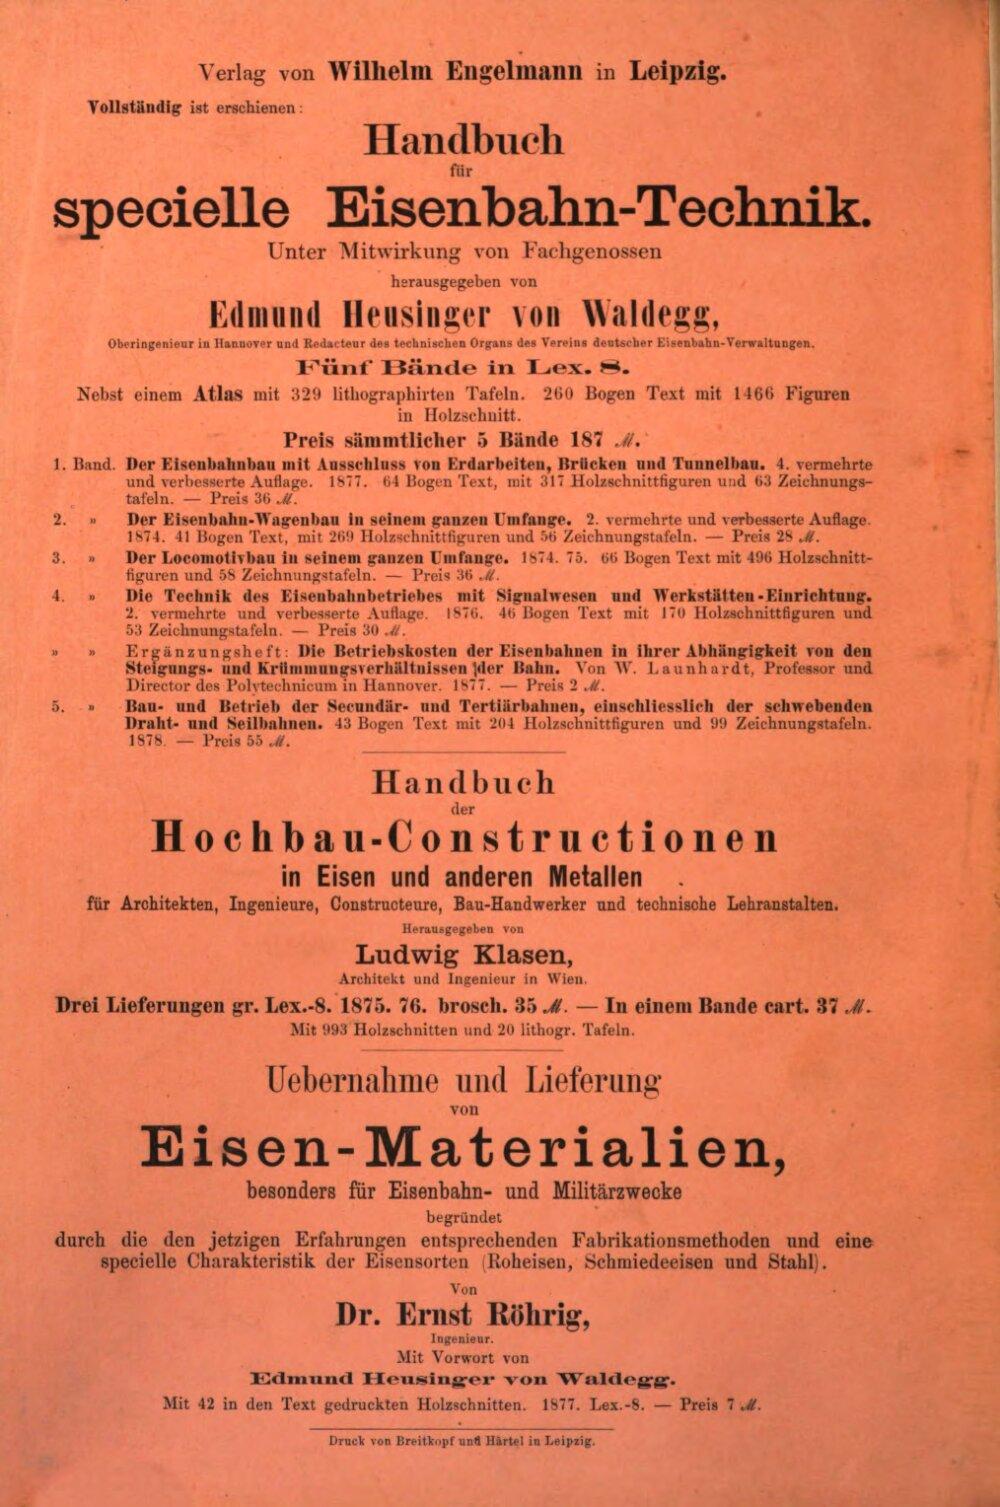 Verlag von Wilhelm Engelmann in Leipzig.
Vollständig ist erschienen:
Handbuch
für
specielle Eisenbahn-Technik.
Unter Mitwirkung von Fachgenossen
herausgegeben von
Edmund Heusinger von Waldegg,
Oberingenieur in Hannover und Redacteur des technischen Organs des Vereins deutscher Eisenbahn-Verwaltungen.
Fünf Bände in Lex. 8.
Nebst einem Atlas mit 329 lithographirten Tafeln. 260 Bogen Text mit 1466 Figuren
in Holzschnitt.
Preis sämmtlicher 5 Bände 187 ℳ.
1. Band. Der Eisenbahnbau mit Ausschluss von Erdarbeiten, Brücken und Tunnelbau. 4. vermehrte
und verbesserte Auflage. 1877. 64 Bogen Text, mit 317 Holzschnittfiguren und 63 Zeichnungs-
tafeln. — Preis 36 ℳ.
2. » Der Eisenbahn-Wagenbau in seinem ganzen Umfange. 2. vermehrte und verbesserte Auflage.
1874. 41 Bogen Text, mit 269 Holzschnittfiguren und 56 Zeichnungstafeln. — Preis 28 ℳ.
3. » Der Locomotivbau in seinem ganzen Umfange. 1874. 75. 66 Bogen Text mit 496 Holzschnitt-
figuren und 58 Zeichnungstafeln. — Preis 36 ℳ.
4. » Die Technik des Eisenbahnbetriebes mit Signalwesen und Werkstätten-Einrichtung.
2. vermehrte und verbesserte Auflage. 1876. 46 Bogen Text mit 170 Holzschnittfiguren und
53 Zeichnungstafeln. — Preis 30 ℳ.
» » Ergänzungsheft: Die Betriebskosten der Eisenbahnen in ihrer Abhängigkeit von den
Steigungs- und Krümmungsverhältnissen der Bahn. Von W. Launhardt, Professor und
Director des Polytechnicum in Hannover. 1877. — Preis 2 ℳ.
5. » Bau- und Betrieb der Secundär- und Tertiärbahnen, einschliesslich der schwebenden
Draht- und Seilbahnen. 43 Bogen Text mit 204 Holzschnittfiguren und 99 Zeichnungstafeln.
1878. — Preis 55 ℳ.
Handbuch
der
Hochbau-Constructionen
in Eisen und anderen Metallen
für Architekten, Ingenieure, Constructeure, Bau-Handwerker und technische Lehranstalten.
Herausgegeben von
Ludwig Klasen,
Architekt und Ingenieur in Wien.
Drei Lieferungen gr. Lex.-8. 1875. 76. brosch. 35 ℳ. — In einem Bande cart. 37 ℳ.
Mit 993 Holzschnitten und 20 lithogr. Tafeln.
Uebernahme und Lieferung
von
Eisen-Materialien,
besonders für Eisenbahn- und Militärzwecke
begründet
durch die den jetzigen Erfahrungen entsprechenden Fabrikationsmethoden und eine
specielle Charakteristik der Eisensorten (Roheisen, Schmiedeeisen und Stahl).
Von
Dr. Ernst Röhrig,
Ingenieur.
Mit Vorwort von
Edmund Heusinger von Waldegg.
Mit 42 in den Text gedruckten Holzschnitten. 1877. Lex.-8. — Preis 7 ℳ.
Druck von Breitkopf und Härtel in Leipzig.